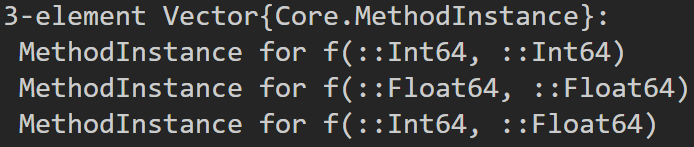 3-element Vector{Core.MethodInstance}:
 MethodInstance for f(::Int64, ::Int64)
 MethodInstance for f(::Float64, ::Float64)
 MethodInstance for f(::Int64, ::Float64)